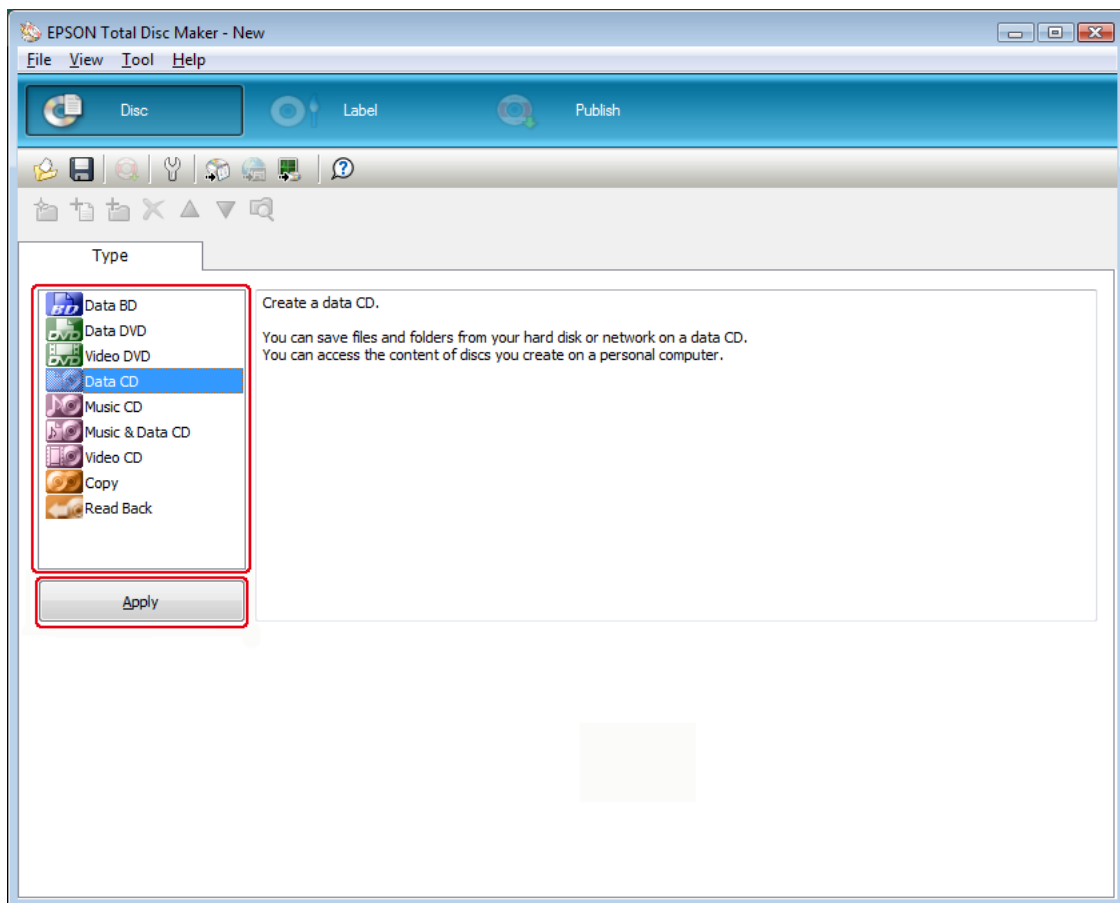 EPSON Total Disc Maker - New
File View Tool Help
Disc Label Publish
Type
Data BD
Data DVD
Video DVD
Data CD
Music CD
Music & Data CD
Video CD
Copy
Read Back
Apply
Create a data CD.
You can save files and folders from your hard disk or network on a data CD.
You can access the content of discs you create on a personal computer.